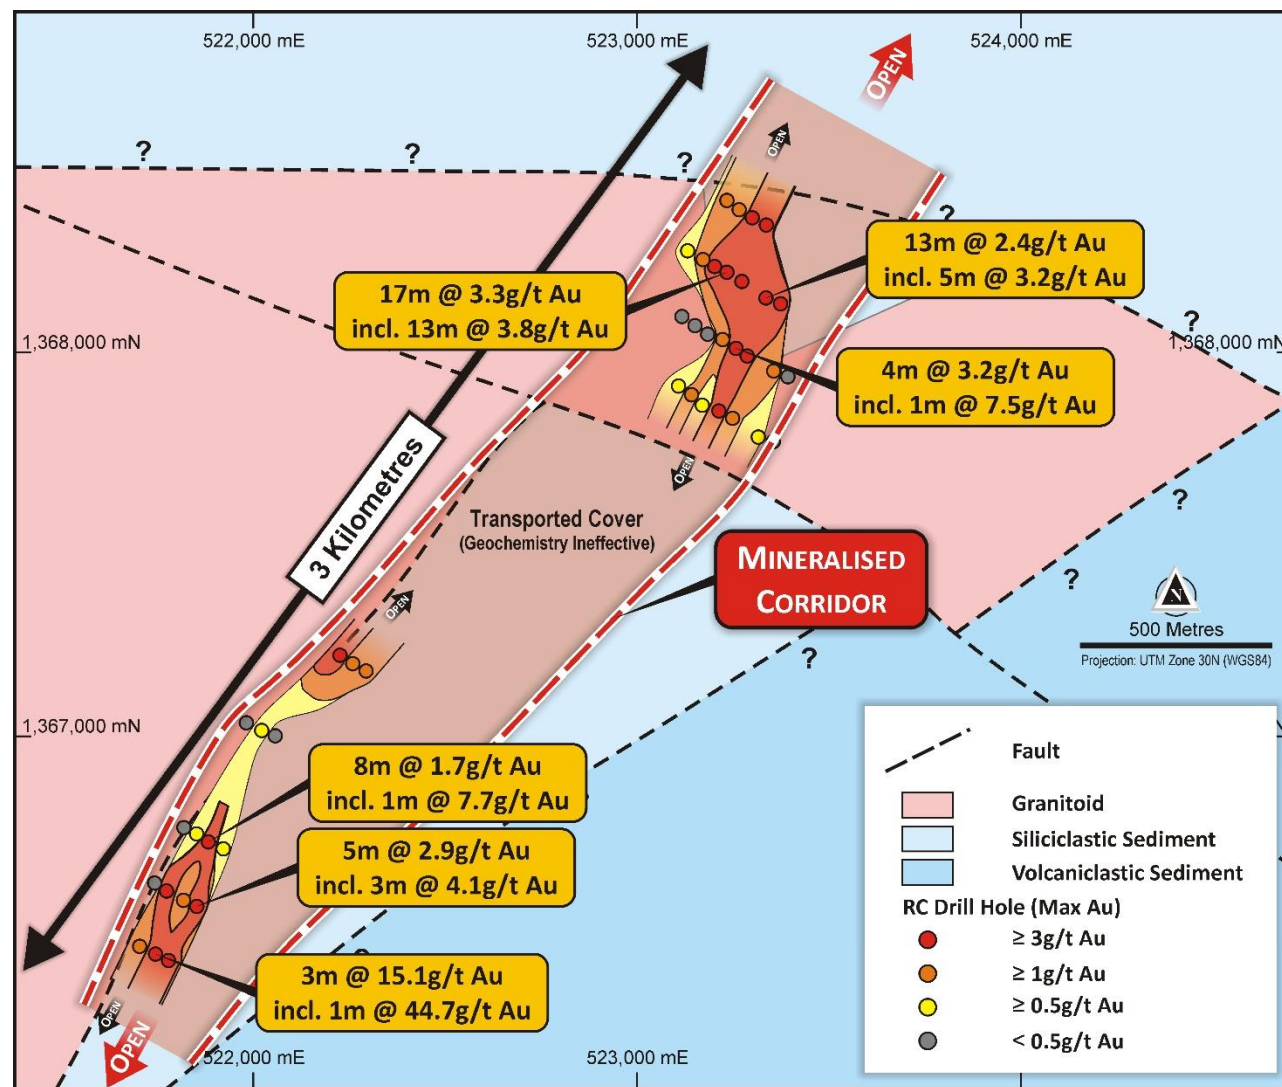 522,000 mE
523,000 mE
524,000 mE
OPEN
?
?
?
OPEN
?
13m @ 2.4g/t Au
incl. 5m @ 3.2g/t Au
17m @ 3.3g/t Au
incl. 13m @ 3.8g/t Au
?
1,368,000 mN
1,368,000 mN
4m @ 3.2g/t Au
incl. 1m @ 7.5g/t Au
OPEN
3 Kilometres
Transported Cover
(Geochemistry Ineffective)
?
MINERALISED
CORRIDOR
?
?
N
500 Metres
Projection: UTM Zone 30N (WGS84)
OPEN
?
1,367,000 mN
8m @ 1.7g/t Au
incl. 1m @ 7.7g/t Au
5m @ 2.9g/t Au
incl. 3m @ 4.1g/t Au
?
3m @ 15.1g/t Au
incl. 1m @ 44.7g/t Au
OPEN
OPEN
522,000 mE
523,000 mE
Fault
Granitoid
Siliciclastic Sediment
Volcaniclastic Sediment
RC Drill Hole (Max Au)
≥ 3g/t Au
≥ 1g/t Au
≥ 0.5g/t Au
< 0.5g/t Au